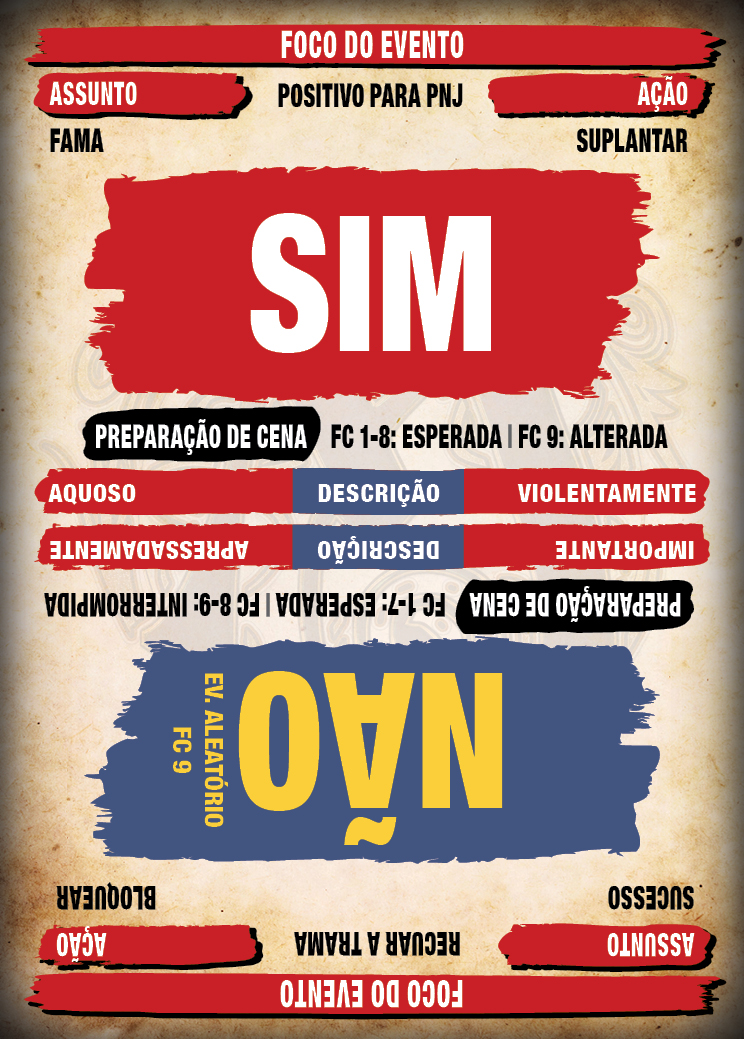 FOCO DO EVENTO
ASSUNTO POSITIVO PARA PNJ AÇÃO
FAMA SUPLANTAR
SIM
PREPARAÇÃO DE CENA FC 1-8: ESPERADA | FC 9: ALTERADA
AQUOSO DESCRIÇÃO VIOLENTAMENTE
FOCO DO EVENTO
ASSUNTO RECUAR A TRAMA AÇÃO
SUCESSO BLOQUEAR
NÃO
EV. ALEATÓRIO
FC 9
PREPARAÇÃO DE CENA FC 1-7: ESPERADA | FC 8-9: INTERROMPIDA
IMPORTANTE DESCRIÇÃO APRESSADAMENTE